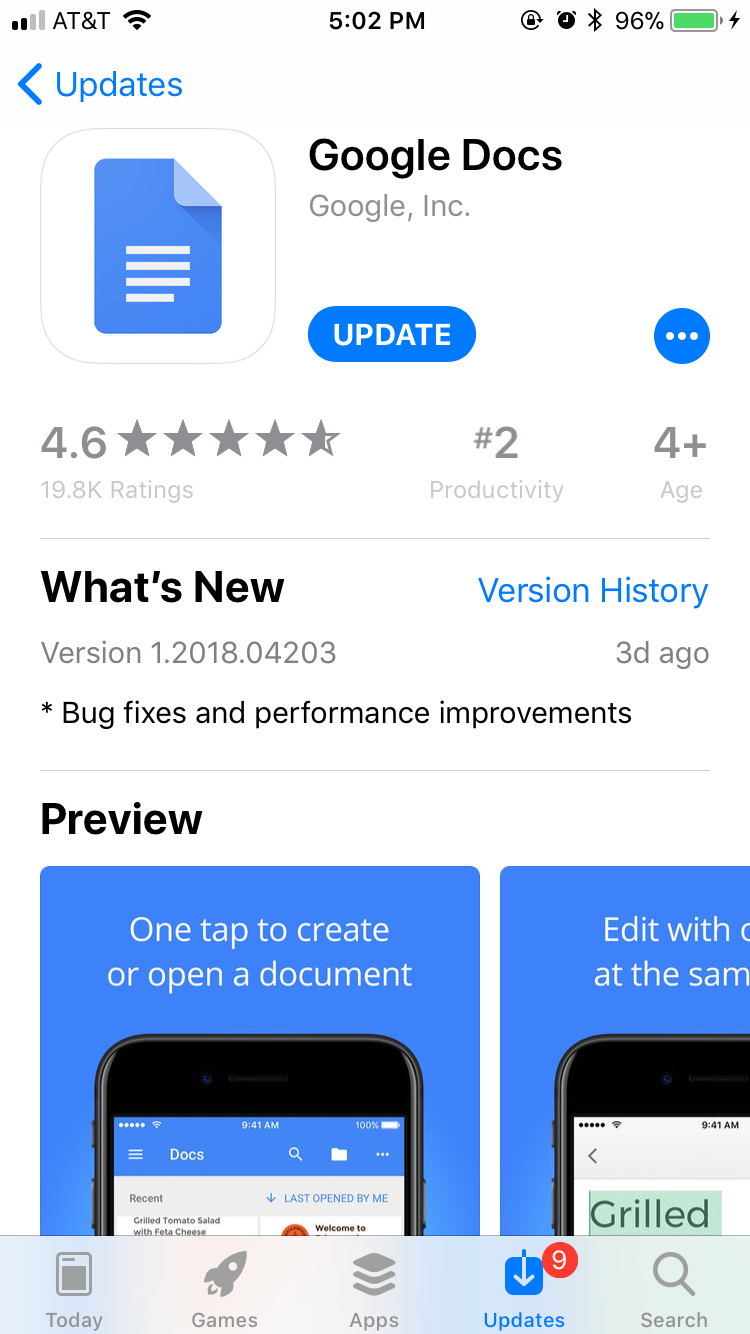 AT&T 5:02 PM 96%
Updates
Google Docs
Google, Inc.
UPDATE
4.6 #2 4+
19.8K Ratings Productivity Age
What’s New Version History
Version 1.2018.04203 3d ago
* Bug fixes and performance improvements
Preview
One tap to create
or open a document
9:41 AM 100%
Docs
Recent LAST OPENED BY ME
Grilled Tomato Salad
with Feta Cheese
Welcome to
Edit with
at the sam
9:41 AM
Grilled
9
Today Games Apps Updates Search